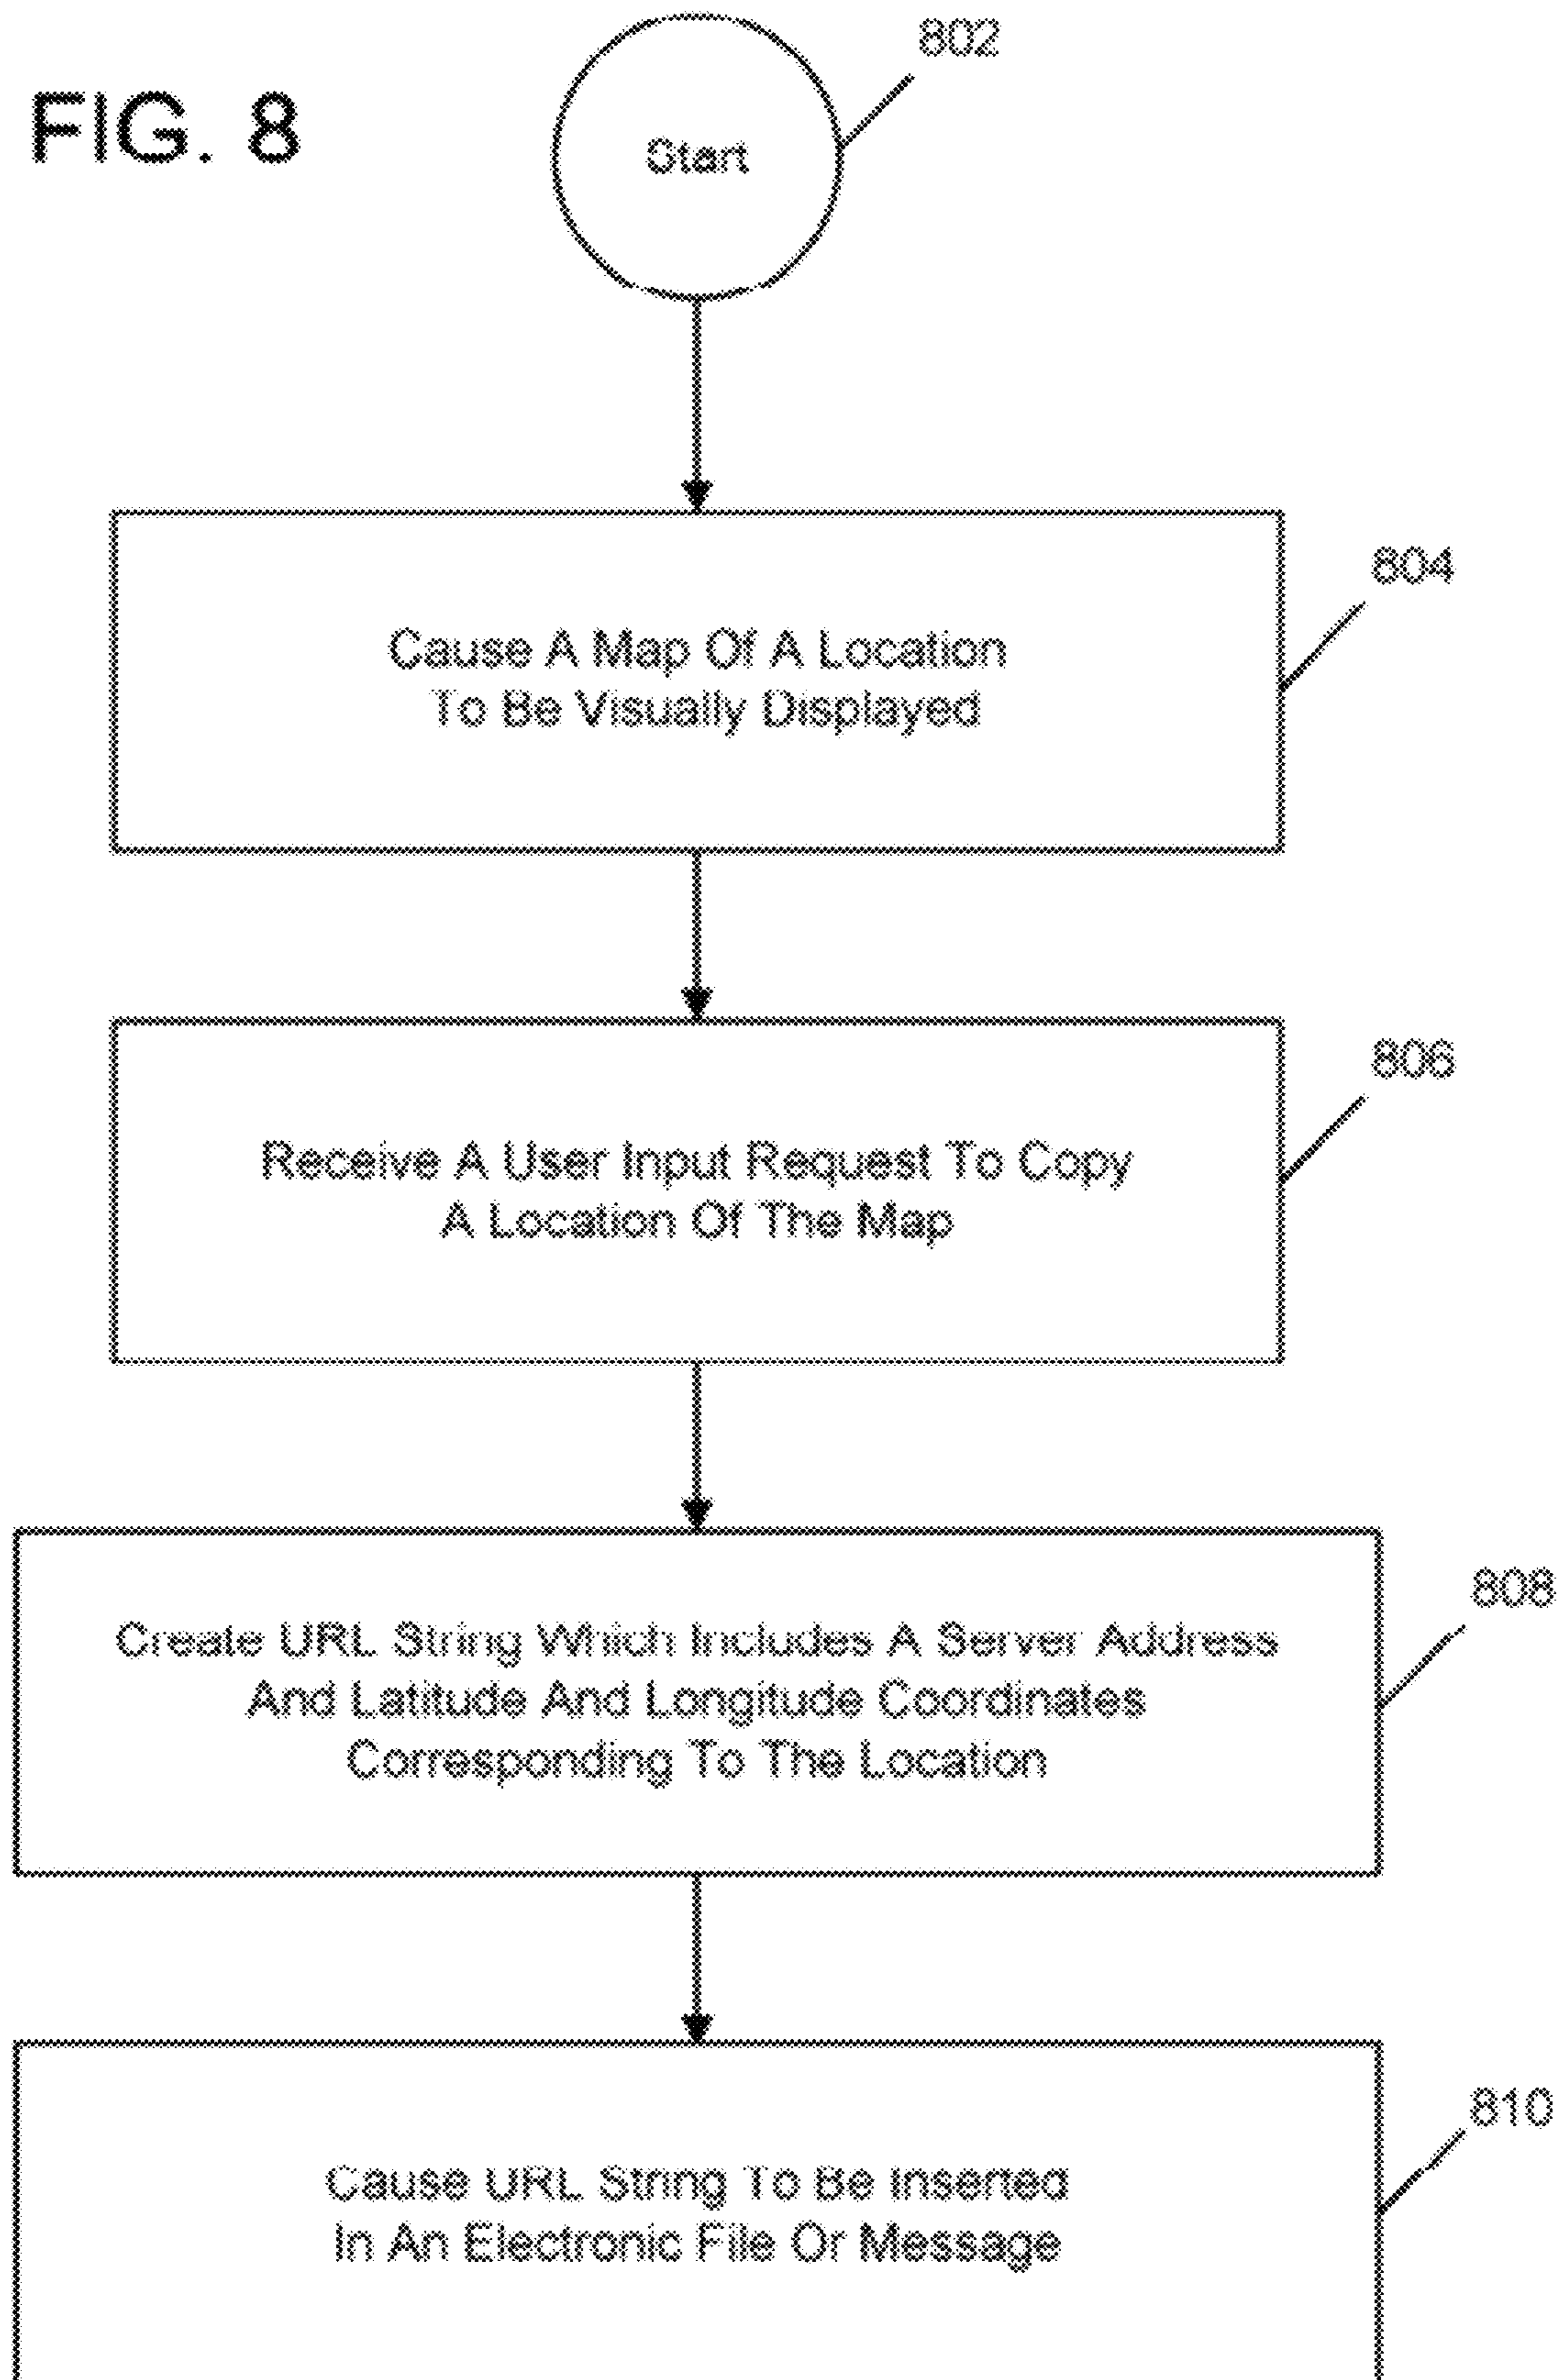 FIG. 8
802
Start
804
Cause A Map Of A Location
To Be Visually Displayed
806
Receive A User Input Request To Copy
A Location Of The Map
808
Create URL String Which Includes A Server Address
And Latitude And Longitude Coordinates
Corresponding To The Location
810
Cause URL String To Be Inserted
In An Electronic File Or Message